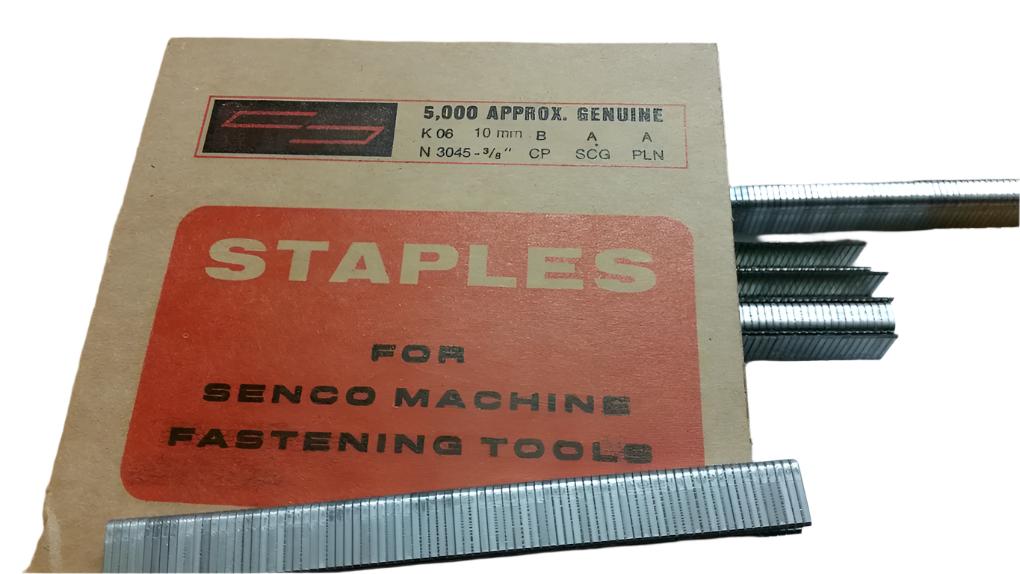 5,000 APPROX. GENUINE
K 06 10 mm B A A
N 3045-3/8" CP SCG PLN
STAPLES
FOR
SENCO MACHINE
FASTENING TOOLS